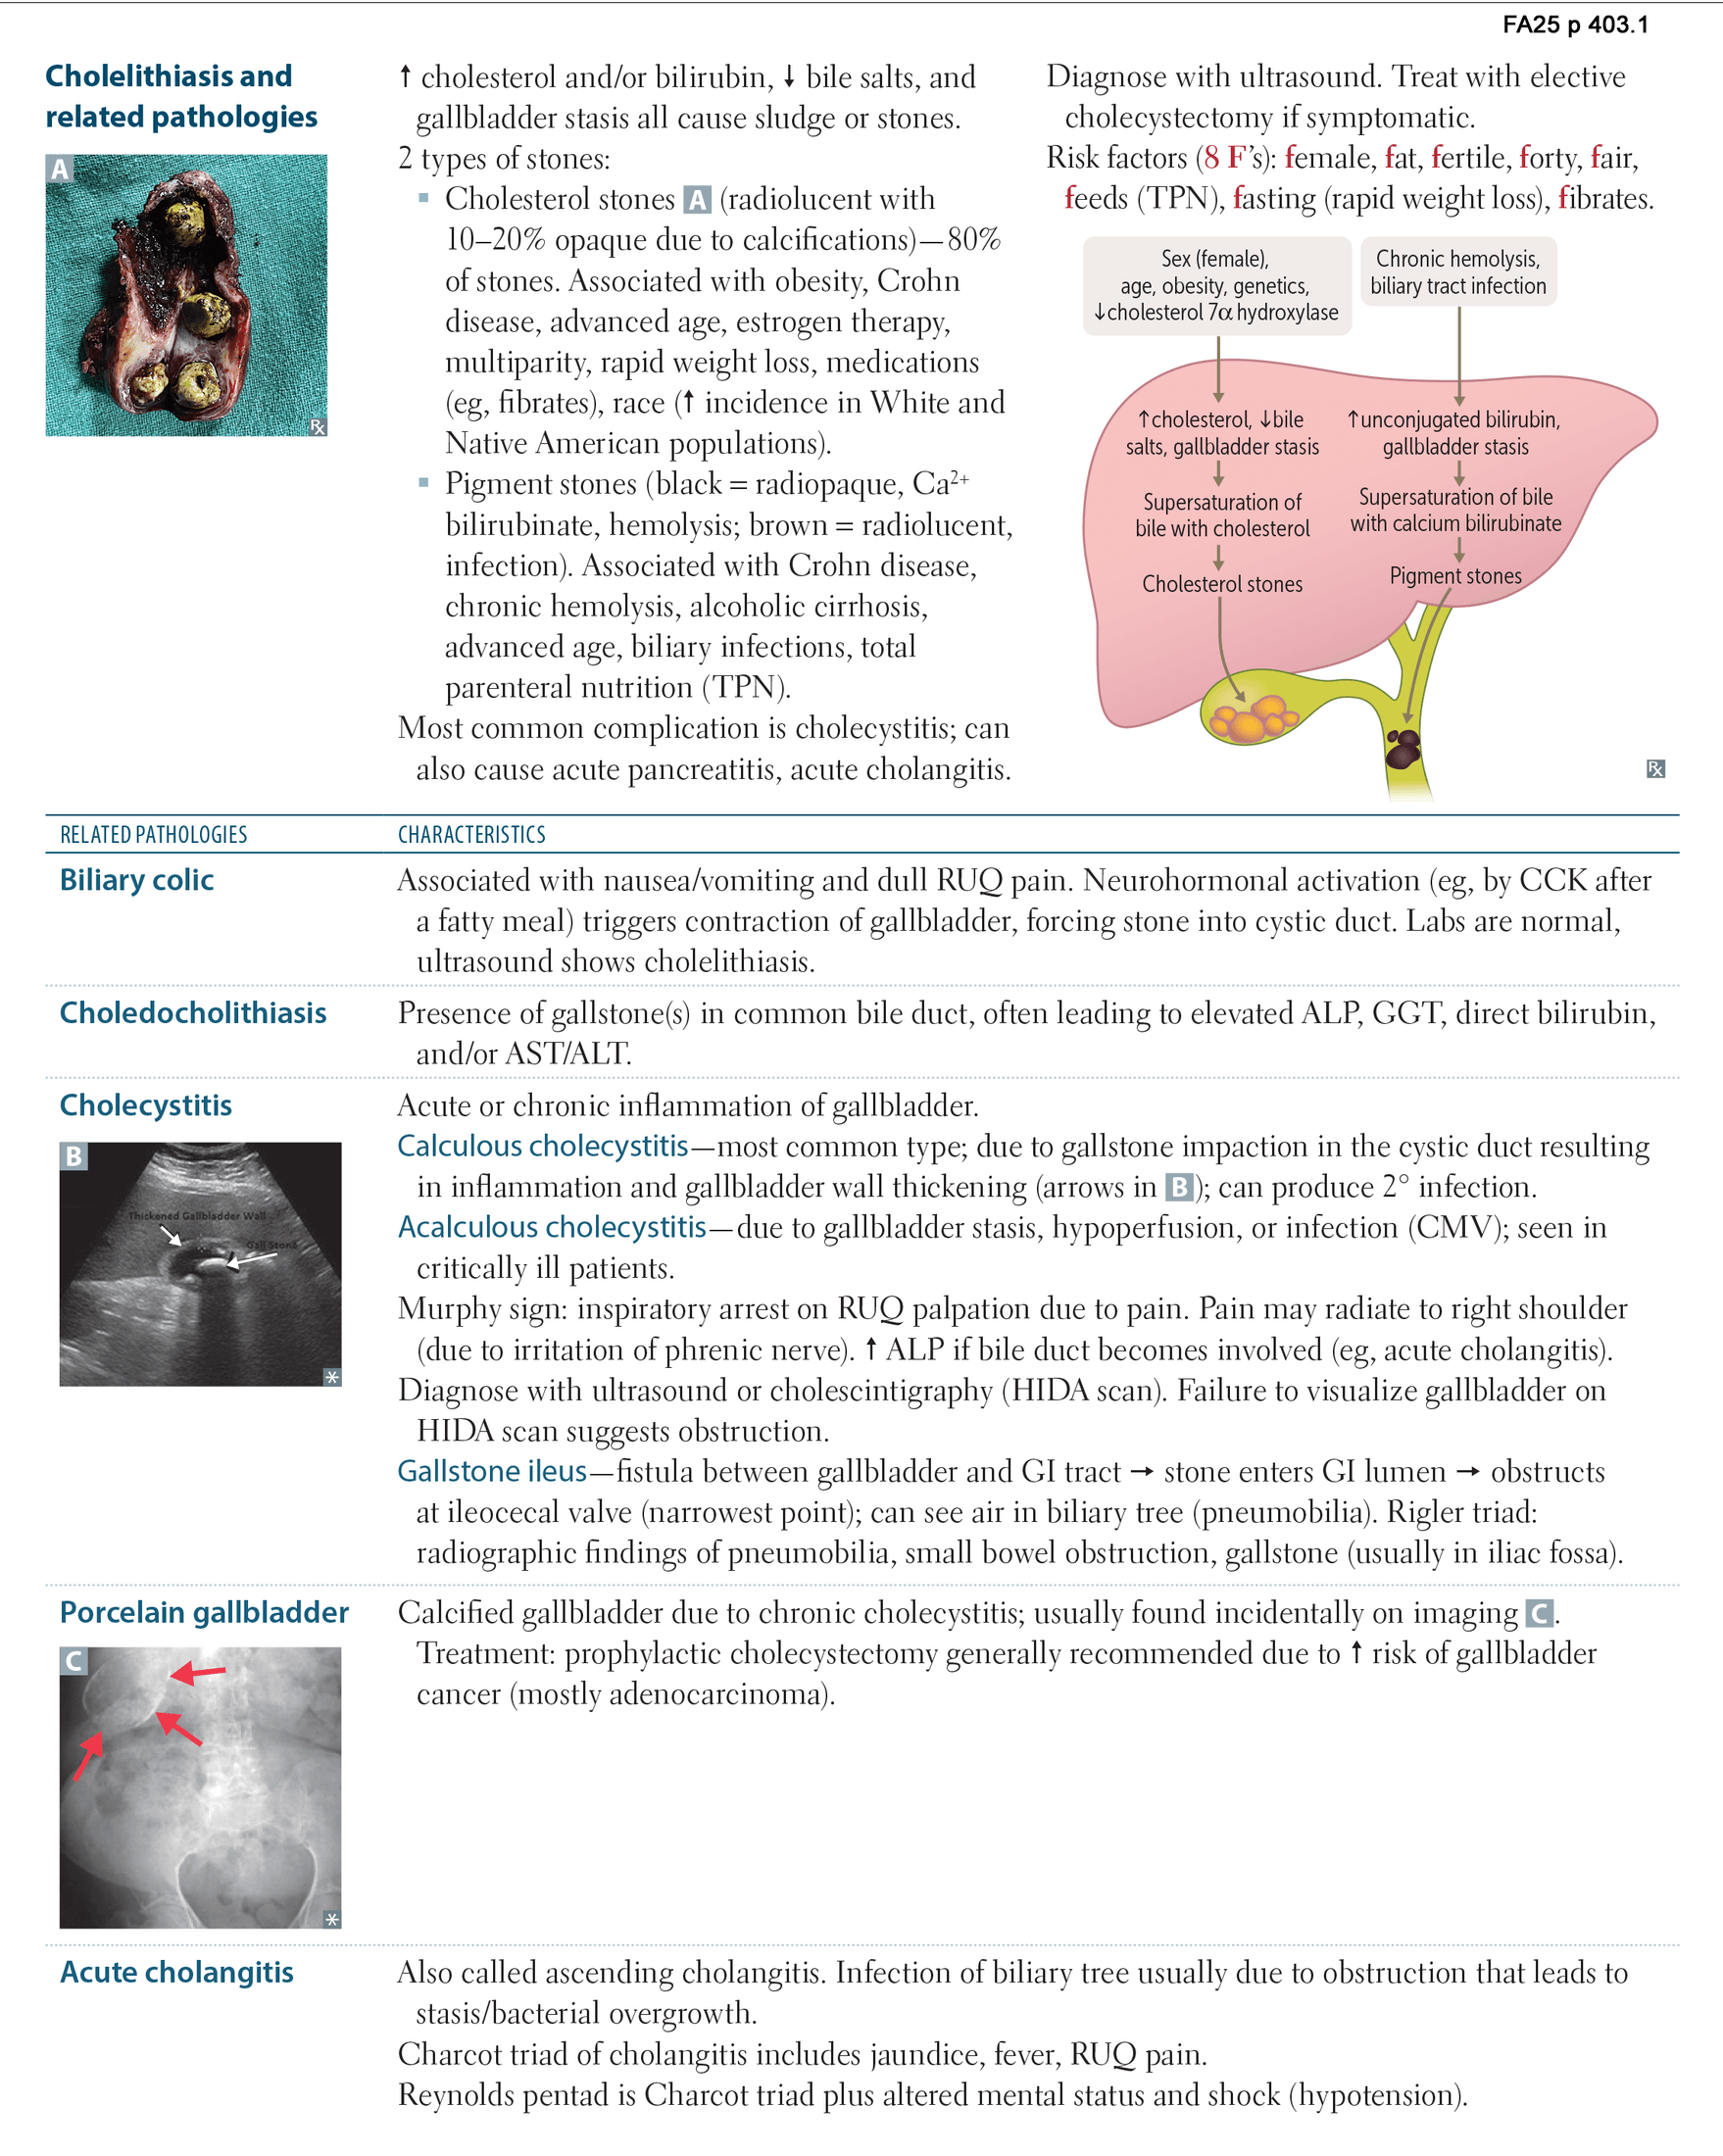 FA25 p 403.1
Cholelithiasis and
related pathologies
A
℞
↑ cholesterol and/or bilirubin, ↓ bile salts, and
gallbladder stasis all cause sludge or stones.
2 types of stones:
▪ Cholesterol stones A (radiolucent with
10–20% opaque due to calcifications)—80%
of stones. Associated with obesity, Crohn
disease, advanced age, estrogen therapy,
multiparity, rapid weight loss, medications
(eg, fibrates), race (↑ incidence in White and
Native American populations).
▪ Pigment stones (black = radiopaque, Ca²⁺
bilirubinate, hemolysis; brown = radiolucent,
infection). Associated with Crohn disease,
chronic hemolysis, alcoholic cirrhosis,
advanced age, biliary infections, total
parenteral nutrition (TPN).
Most common complication is cholecystitis; can
also cause acute pancreatitis, acute cholangitis.
Diagnose with ultrasound. Treat with elective
cholecystectomy if symptomatic.
Risk factors (8 F's): female, fat, fertile, forty, fair,
feeds (TPN), fasting (rapid weight loss), fibrates.
Sex (female),
age, obesity, genetics,
↓cholesterol 7α hydroxylase
↑cholesterol, ↓bile
salts, gallbladder stasis
Supersaturation of
bile with cholesterol
Cholesterol stones
Chronic hemolysis,
biliary tract infection
↑unconjugated bilirubin,
gallbladder stasis
Supersaturation of bile
with calcium bilirubinate
Pigment stones
℞
RELATED PATHOLOGIES
CHARACTERISTICS
Biliary colic
Associated with nausea/vomiting and dull RUQ pain. Neurohormonal activation (eg, by CCK after
a fatty meal) triggers contraction of gallbladder, forcing stone into cystic duct. Labs are normal,
ultrasound shows cholelithiasis.
Choledocholithiasis
Presence of gallstone(s) in common bile duct, often leading to elevated ALP, GGT, direct bilirubin,
and/or AST/ALT.
Cholecystitis
B
Thickened Gallbladder Wall
Gall Stone
*
Acute or chronic inflammation of gallbladder.
Calculous cholecystitis—most common type; due to gallstone impaction in the cystic duct resulting
in inflammation and gallbladder wall thickening (arrows in B); can produce 2° infection.
Acalculous cholecystitis—due to gallbladder stasis, hypoperfusion, or infection (CMV); seen in
critically ill patients.
Murphy sign: inspiratory arrest on RUQ palpation due to pain. Pain may radiate to right shoulder
(due to irritation of phrenic nerve). ↑ ALP if bile duct becomes involved (eg, acute cholangitis).
Diagnose with ultrasound or cholescintigraphy (HIDA scan). Failure to visualize gallbladder on
HIDA scan suggests obstruction.
Gallstone ileus—fistula between gallbladder and GI tract → stone enters GI lumen → obstructs
at ileocecal valve (narrowest point); can see air in biliary tree (pneumobilia). Rigler triad:
radiographic findings of pneumobilia, small bowel obstruction, gallstone (usually in iliac fossa).
Porcelain gallbladder
C
*
Calcified gallbladder due to chronic cholecystitis; usually found incidentally on imaging C.
Treatment: prophylactic cholecystectomy generally recommended due to ↑ risk of gallbladder
cancer (mostly adenocarcinoma).
Acute cholangitis
Also called ascending cholangitis. Infection of biliary tree usually due to obstruction that leads to
stasis/bacterial overgrowth.
Charcot triad of cholangitis includes jaundice, fever, RUQ pain.
Reynolds pentad is Charcot triad plus altered mental status and shock (hypotension).